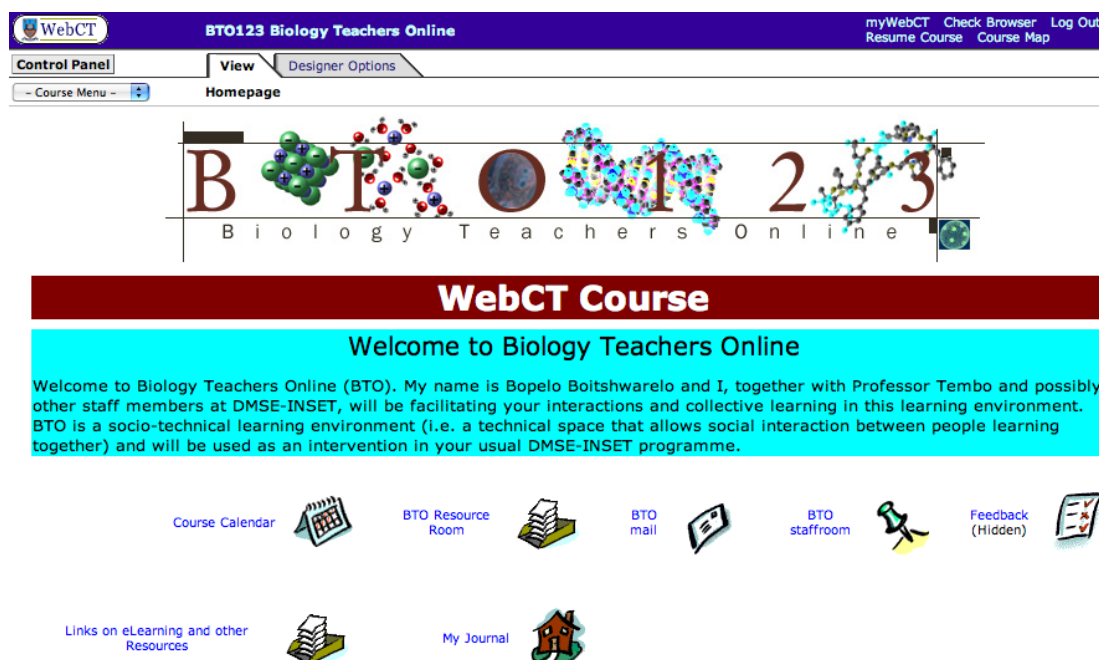 WebCT
BTO123 Biology Teachers Online
myWebCT Check Browser Log Out
Resume Course Course Map
Control Panel
View
Designer Options
– Course Menu –
Homepage
B T O 1 2 3
Biology Teachers Online
WebCT Course
Welcome to Biology Teachers Online
Welcome to Biology Teachers Online (BTO). My name is Bopelo Boitshwarelo and I, together with Professor Tembo and possibly
other staff members at DMSE-INSET, will be facilitating your interactions and collective learning in this learning environment.
BTO is a socio-technical learning environment (i.e. a technical space that allows social interaction between people learning
together) and will be used as an intervention in your usual DMSE-INSET programme.
Course Calendar
BTO Resource
Room
BTO
mail
BTO
staffroom
Feedback
(Hidden)
Links on eLearning and other
Resources
My Journal